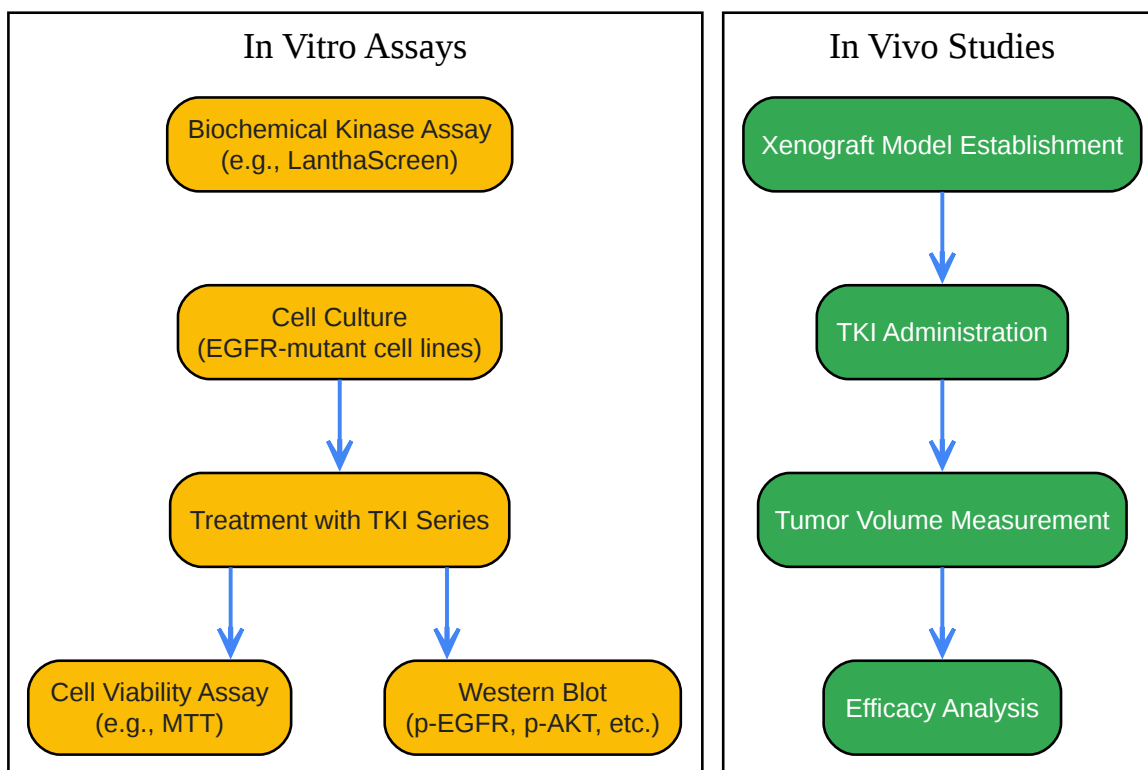 In Vitro Assays
Biochemical Kinase Assay
(e.g., LanthaScreen)
Cell Culture
(EGFR-mutant cell lines)
Treatment with TKI Series
Cell Viability Assay
(e.g., MTT)
Western Blot
(p-EGFR, p-AKT, etc.)
In Vivo Studies
Xenograft Model Establishment
TKI Administration
Tumor Volume Measurement
Efficacy Analysis